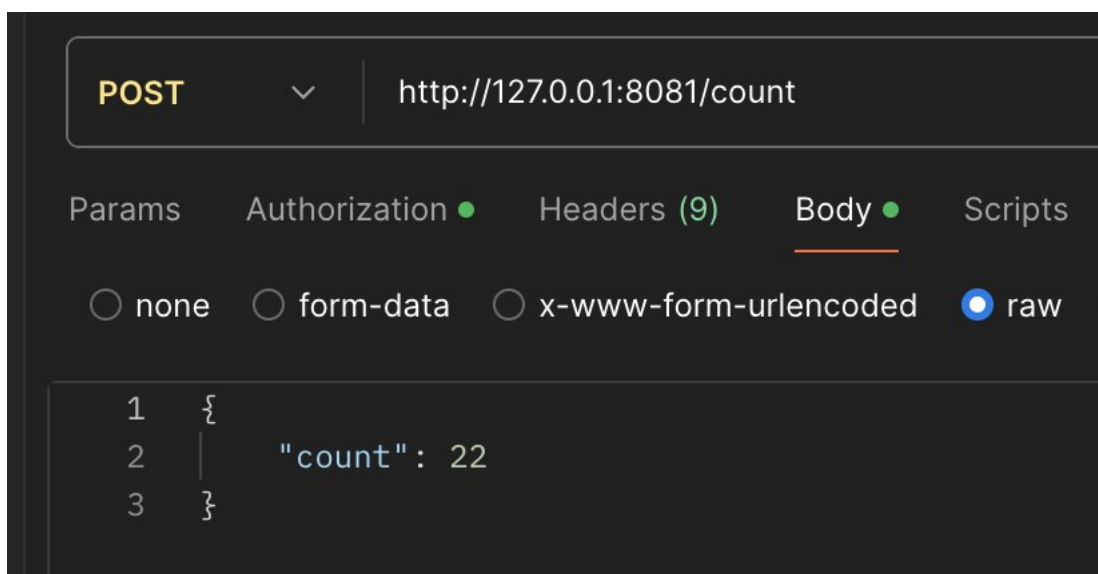 POST http://127.0.0.1:8081/count
Params Authorization Headers (9) Body Scripts
none form-data x-www-form-urlencoded raw
1 {
2 "count": 22
3 }